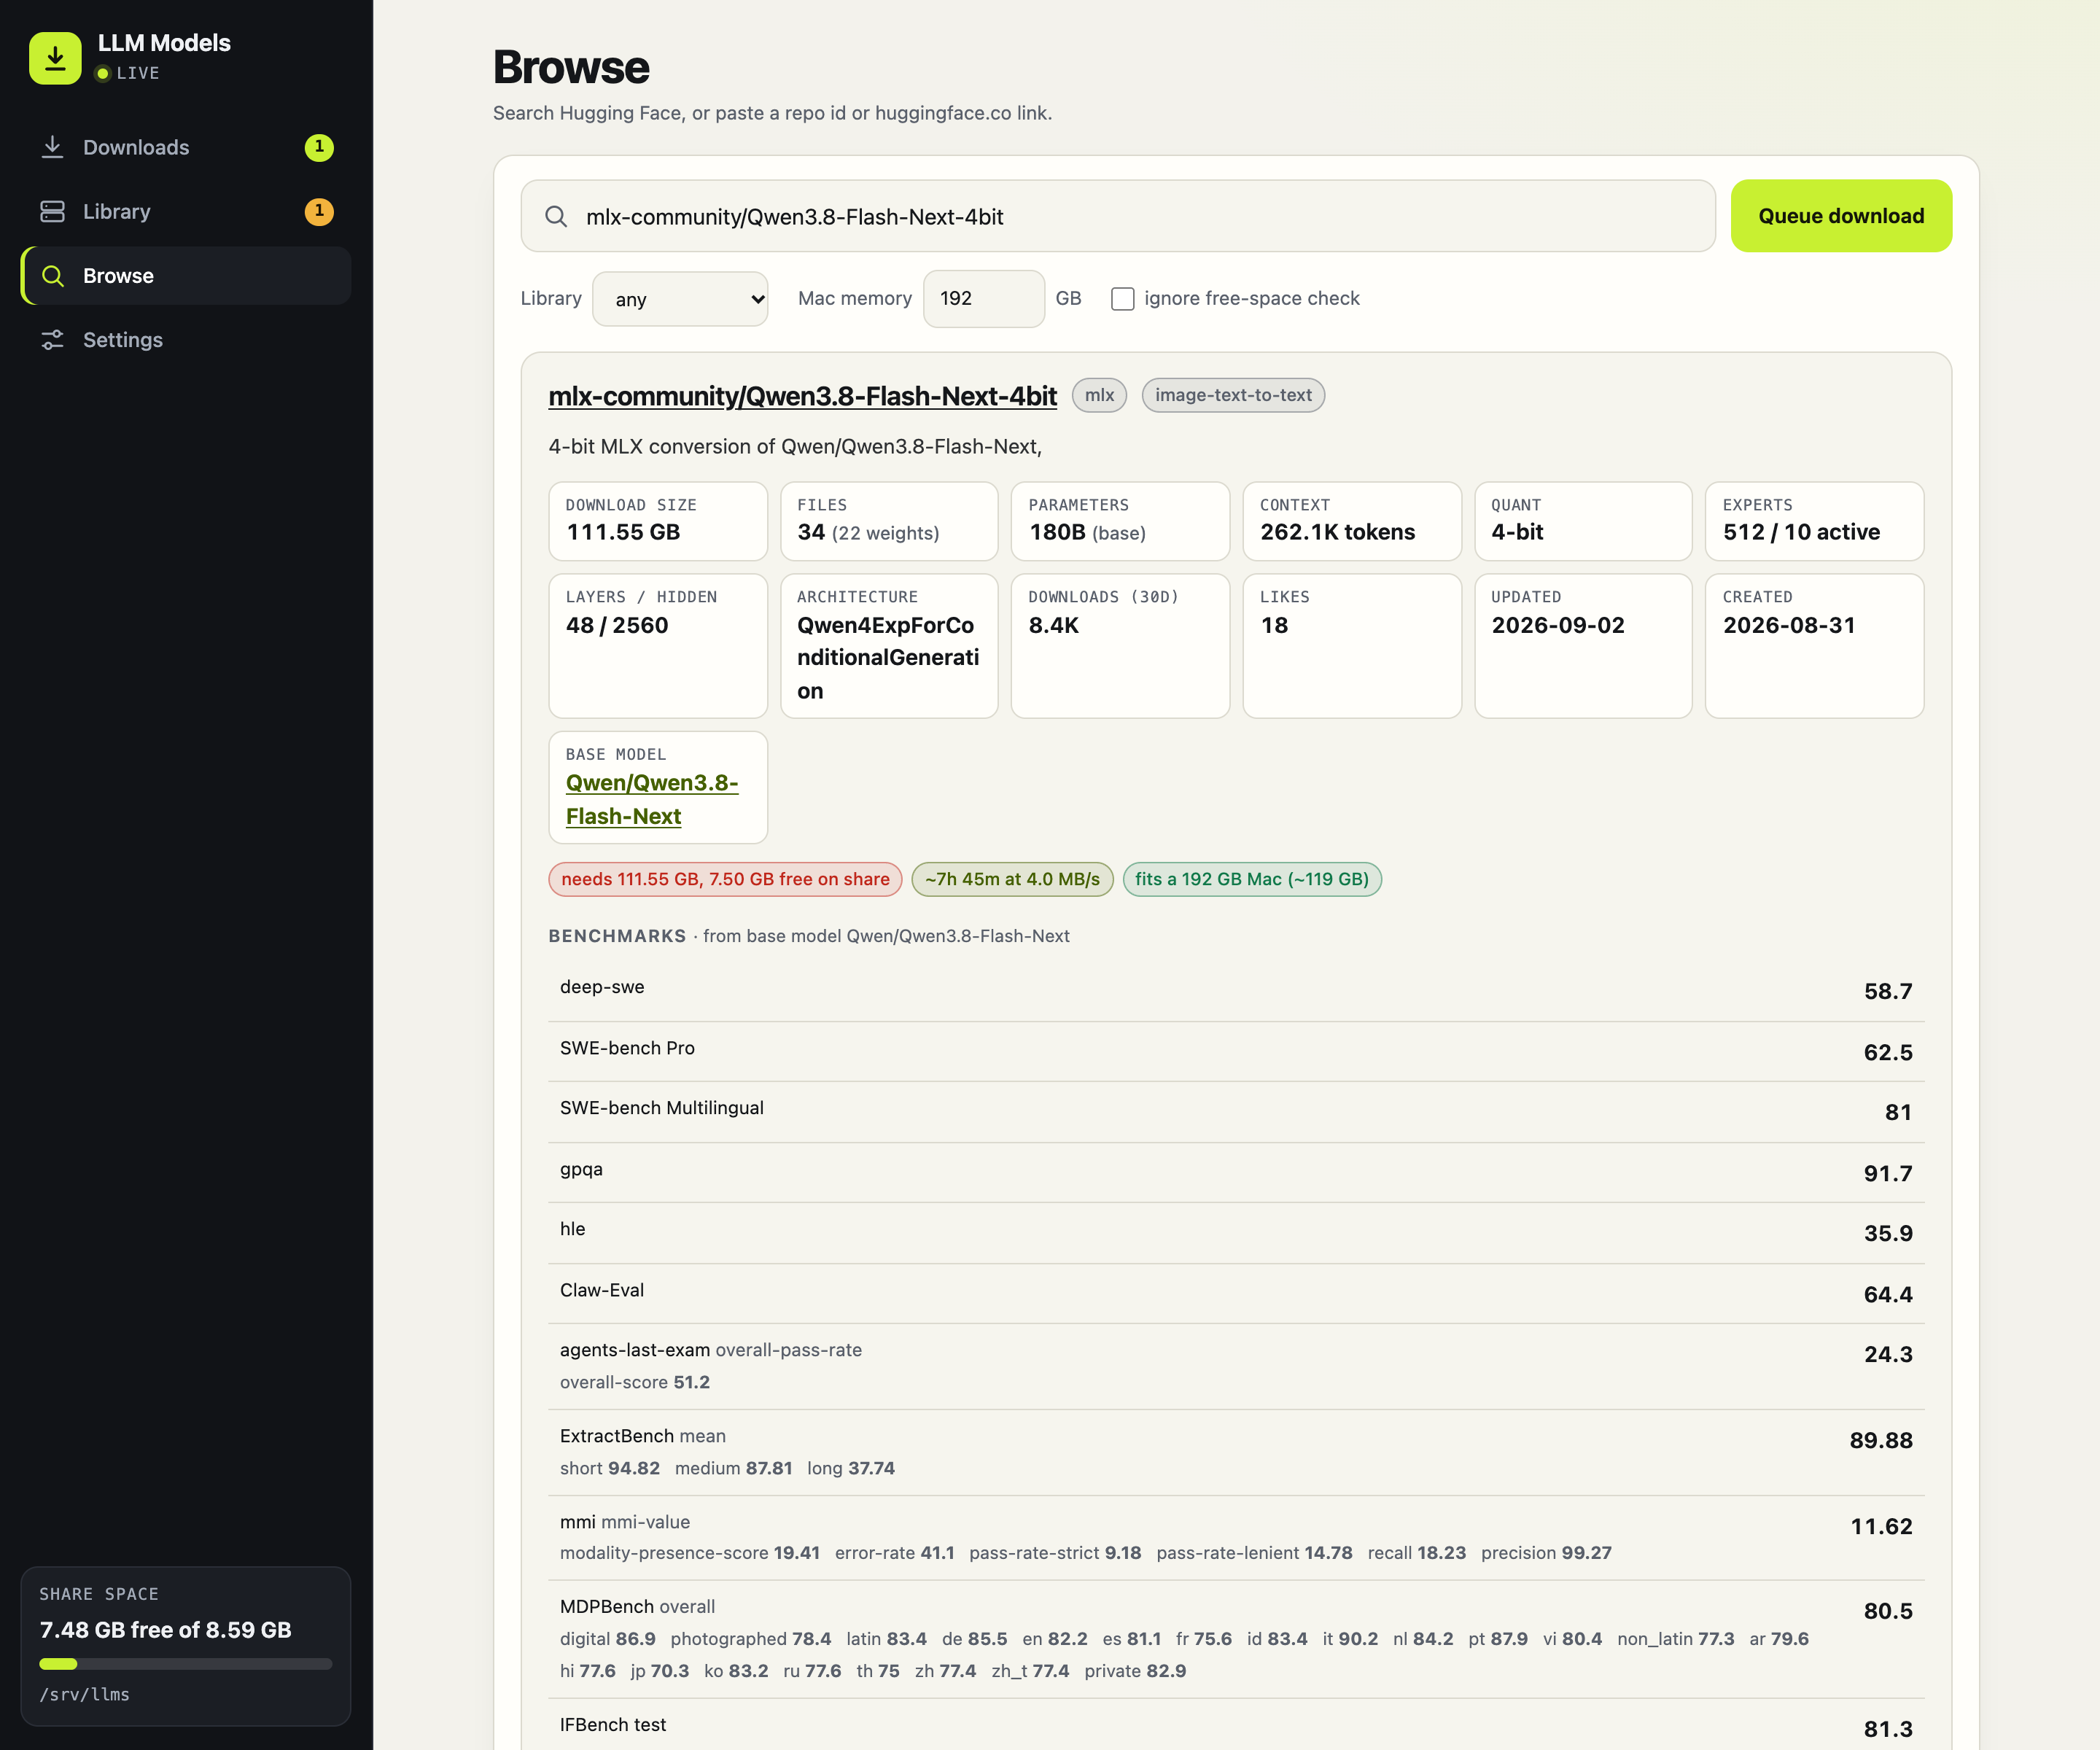 LLM Models
LIVE
Downloads 1
Library 1
Browse
Settings
SHARE SPACE
7.48 GB free of 8.59 GB
/srv/llms
Browse
Search Hugging Face, or paste a repo id or huggingface.co link.
mlx-community/Qwen3.8-Flash-Next-4bit
Queue download
Library any Mac memory 192 GB ignore free-space check
mlx-community/Qwen3.8-Flash-Next-4bit mlx image-text-to-text
4-bit MLX conversion of Qwen/Qwen3.8-Flash-Next,
DOWNLOAD SIZE
111.55 GB
FILES
34 (22 weights)
PARAMETERS
180B (base)
CONTEXT
262.1K tokens
QUANT
4-bit
EXPERTS
512 / 10 active
LAYERS / HIDDEN
48 / 2560
ARCHITECTURE
Qwen4ExpForCo
nditionalGenerati
on
DOWNLOADS (30D)
8.4K
LIKES
18
UPDATED
2026-09-02
CREATED
2026-08-31
BASE MODEL
Qwen/Qwen3.8-
Flash-Next
needs 111.55 GB, 7.50 GB free on share ~7h 45m at 4.0 MB/s fits a 192 GB Mac (~119 GB)
BENCHMARKS · from base model Qwen/Qwen3.8-Flash-Next
deep-swe 58.7
SWE-bench Pro 62.5
SWE-bench Multilingual 81
gpqa 91.7
hle 35.9
Claw-Eval 64.4
agents-last-exam overall-pass-rate 24.3
overall-score 51.2
ExtractBench mean 89.88
short 94.82 medium 87.81 long 37.74
mmi mmi-value 11.62
modality-presence-score 19.41 error-rate 41.1 pass-rate-strict 9.18 pass-rate-lenient 14.78 recall 18.23 precision 99.27
MDPBench overall 80.5
digital 86.9 photographed 78.4 latin 83.4 de 85.5 en 82.2 es 81.1 fr 75.6 id 83.4 it 90.2 nl 84.2 pt 87.9 vi 80.4 non_latin 77.3 ar 79.6
hi 77.6 jp 70.3 ko 83.2 ru 77.6 th 75 zh 77.4 zh_t 77.4 private 82.9
IFBench test 81.3